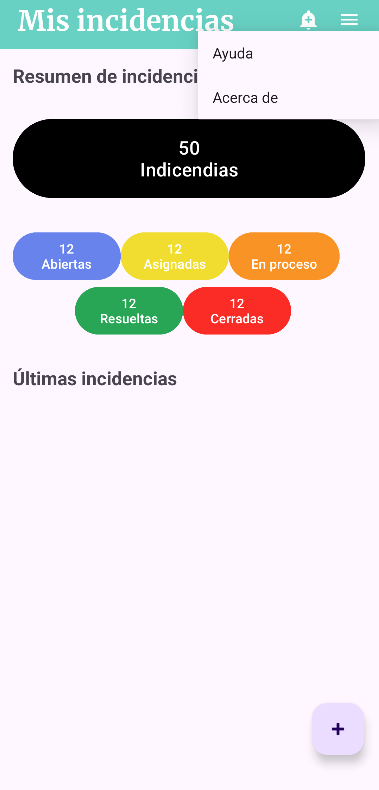 Mis incidencias
Ayuda
Acerca de
Resumen de incidenci
50
Indicendias
12
Abiertas
12
Asignadas
12
En proceso
12
Resueltas
12
Cerradas
Últimas incidencias
+